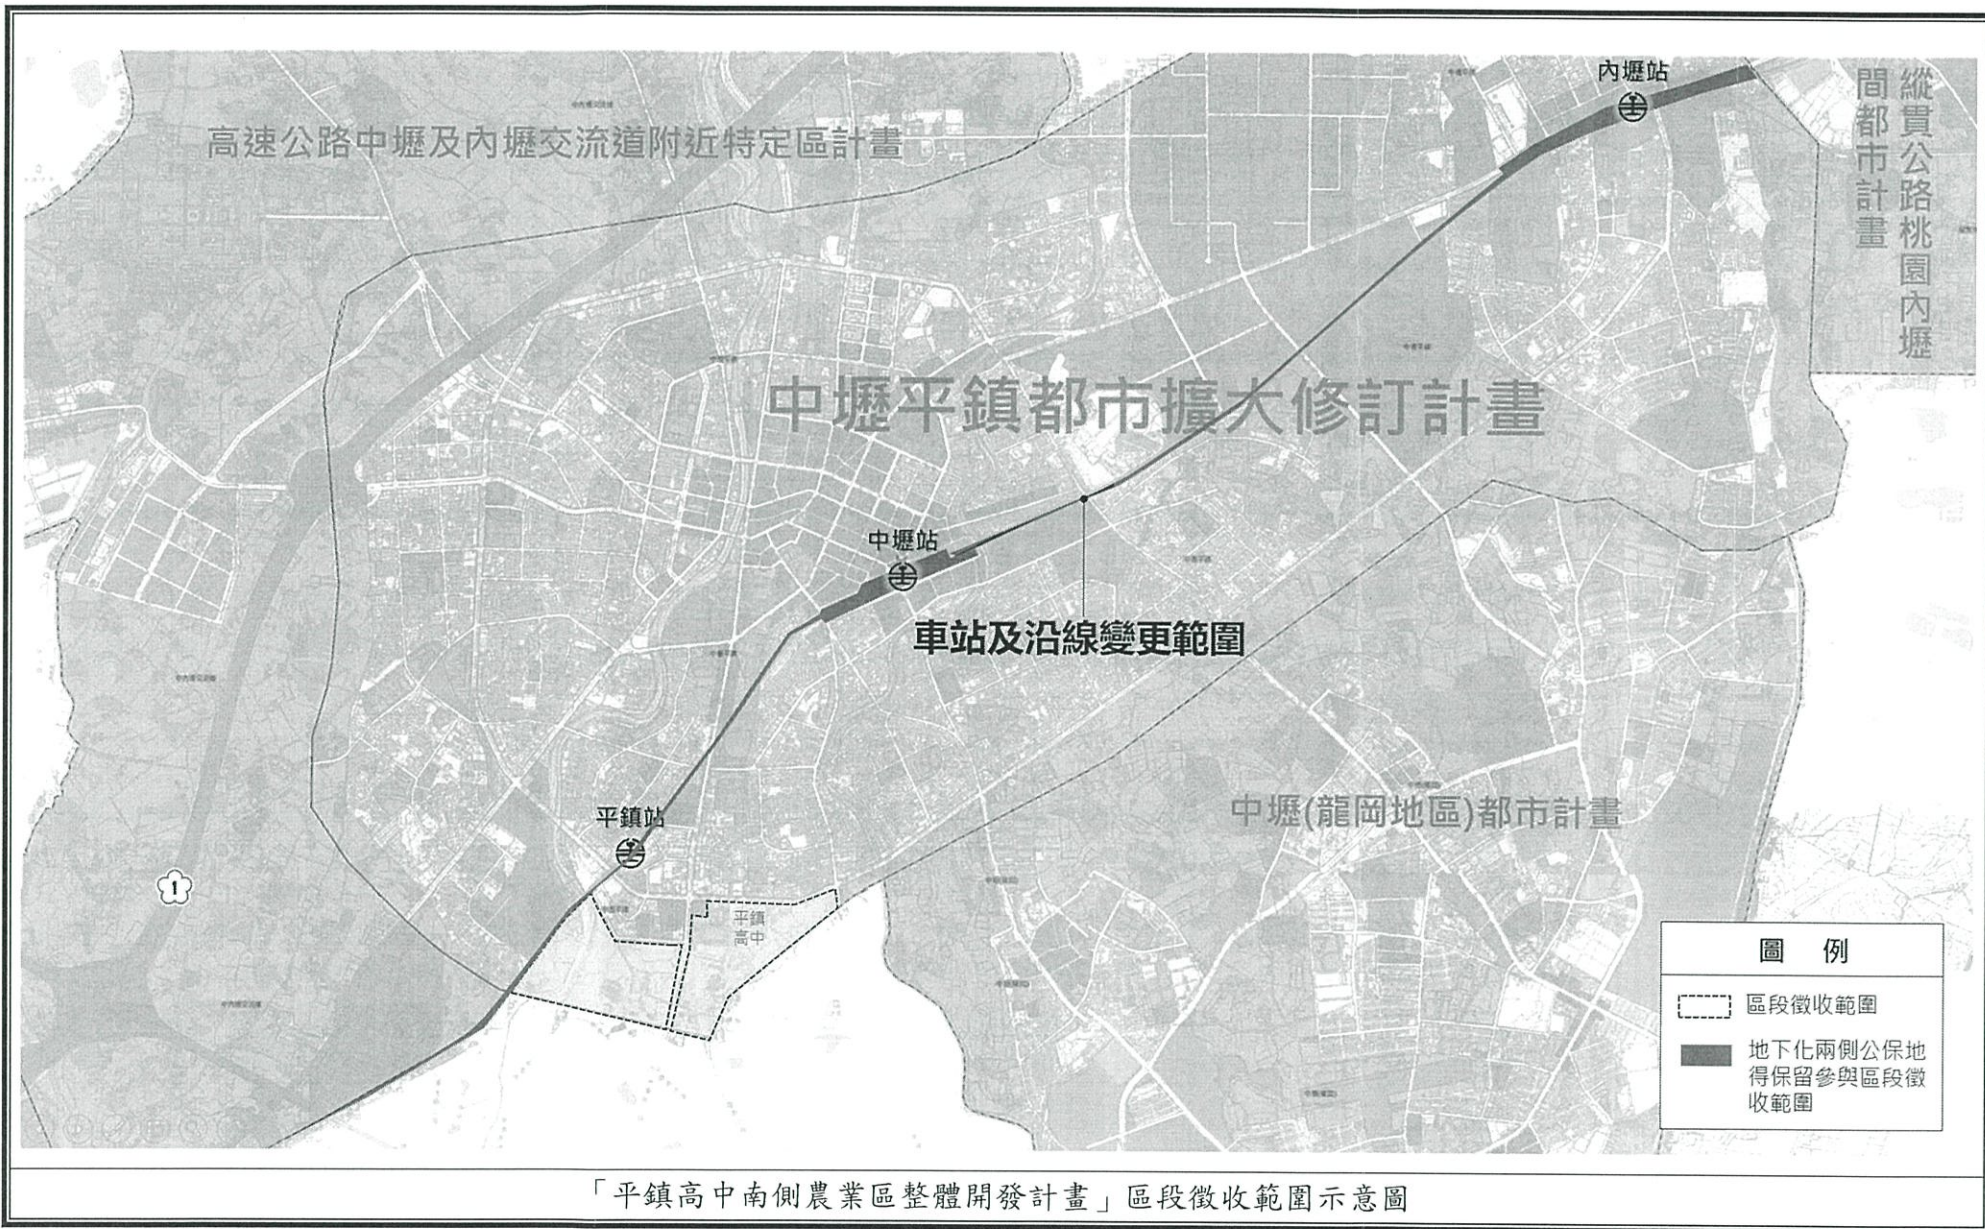 高速公路中壢及內壢交流道附近特定區計畫
內壢站
縱貫公路桃園內壢
間都市計畫
中壢平鎮都市擴大修訂計畫
中壢站
車站及沿線變更範圍
平鎮站
中壢(龍岡地區)都市計畫
1
平鎮
高中
圖 例
區段徵收範圍
地下化兩側公保地
得保留參與區段徵
收範圍
「平鎮高中南側農業區整體開發計畫」區段徵收範圍示意圖